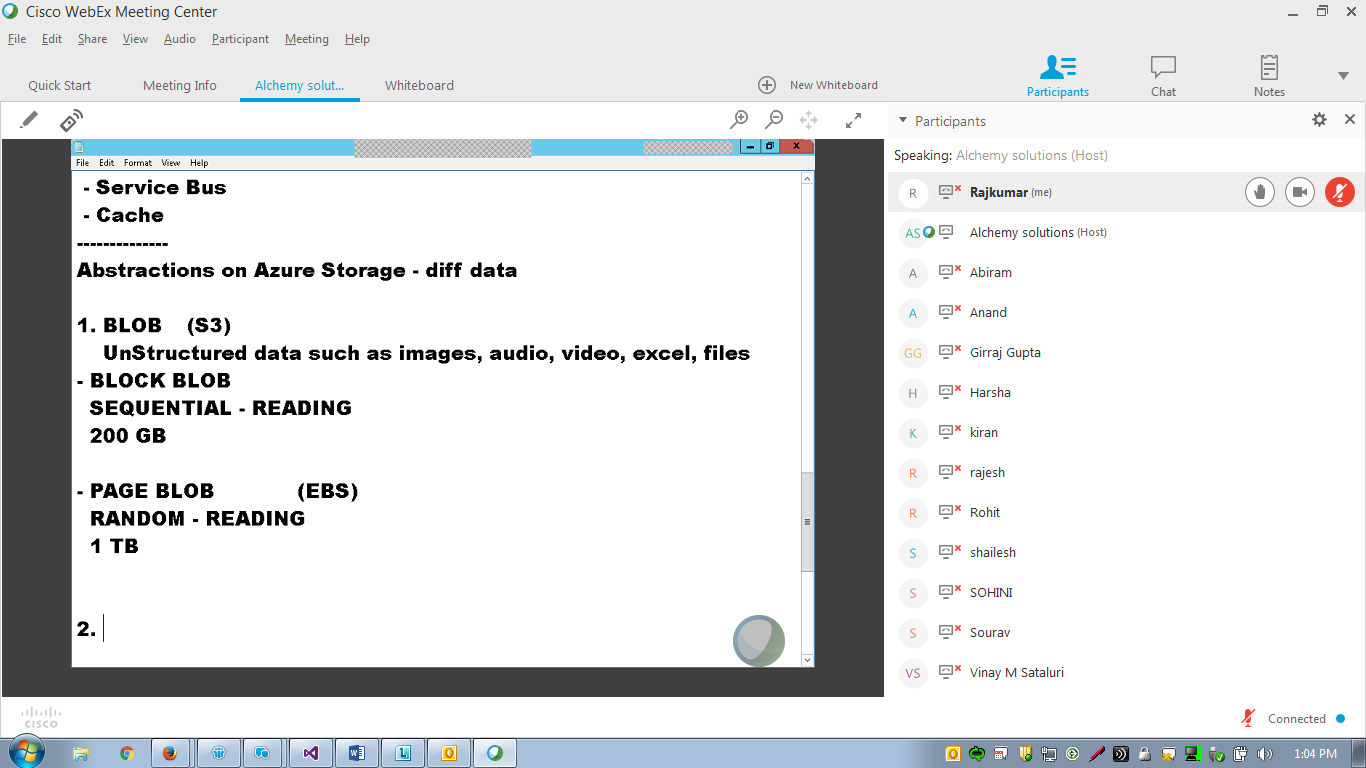 Cisco WebEx Meeting Center
File Edit Share View Audio Participant Meeting Help
Quick Start Meeting Info Alchemy solut... Whiteboard New Whiteboard
Participants Chat Notes
Participants
File Edit Format View Help
- Service Bus
- Cache
--------------
Abstractions on Azure Storage - diff data
1. BLOB (S3)
UnStructured data such as images, audio, video, excel, files
- BLOCK BLOB
SEQUENTIAL - READING
200 GB
- PAGE BLOB (EBS)
RANDOM - READING
1 TB
2.
Speaking: Alchemy solutions (Host)
R Rajkumar (me)
AS Alchemy solutions (Host)
A Abiram
A Anand
GG Girraj Gupta
H Harsha
K kiran
R rajesh
R Rohit
S shailesh
S SOHINI
S Sourav
VS Vinay M Sataluri
CISCO
Connected
1:04 PM